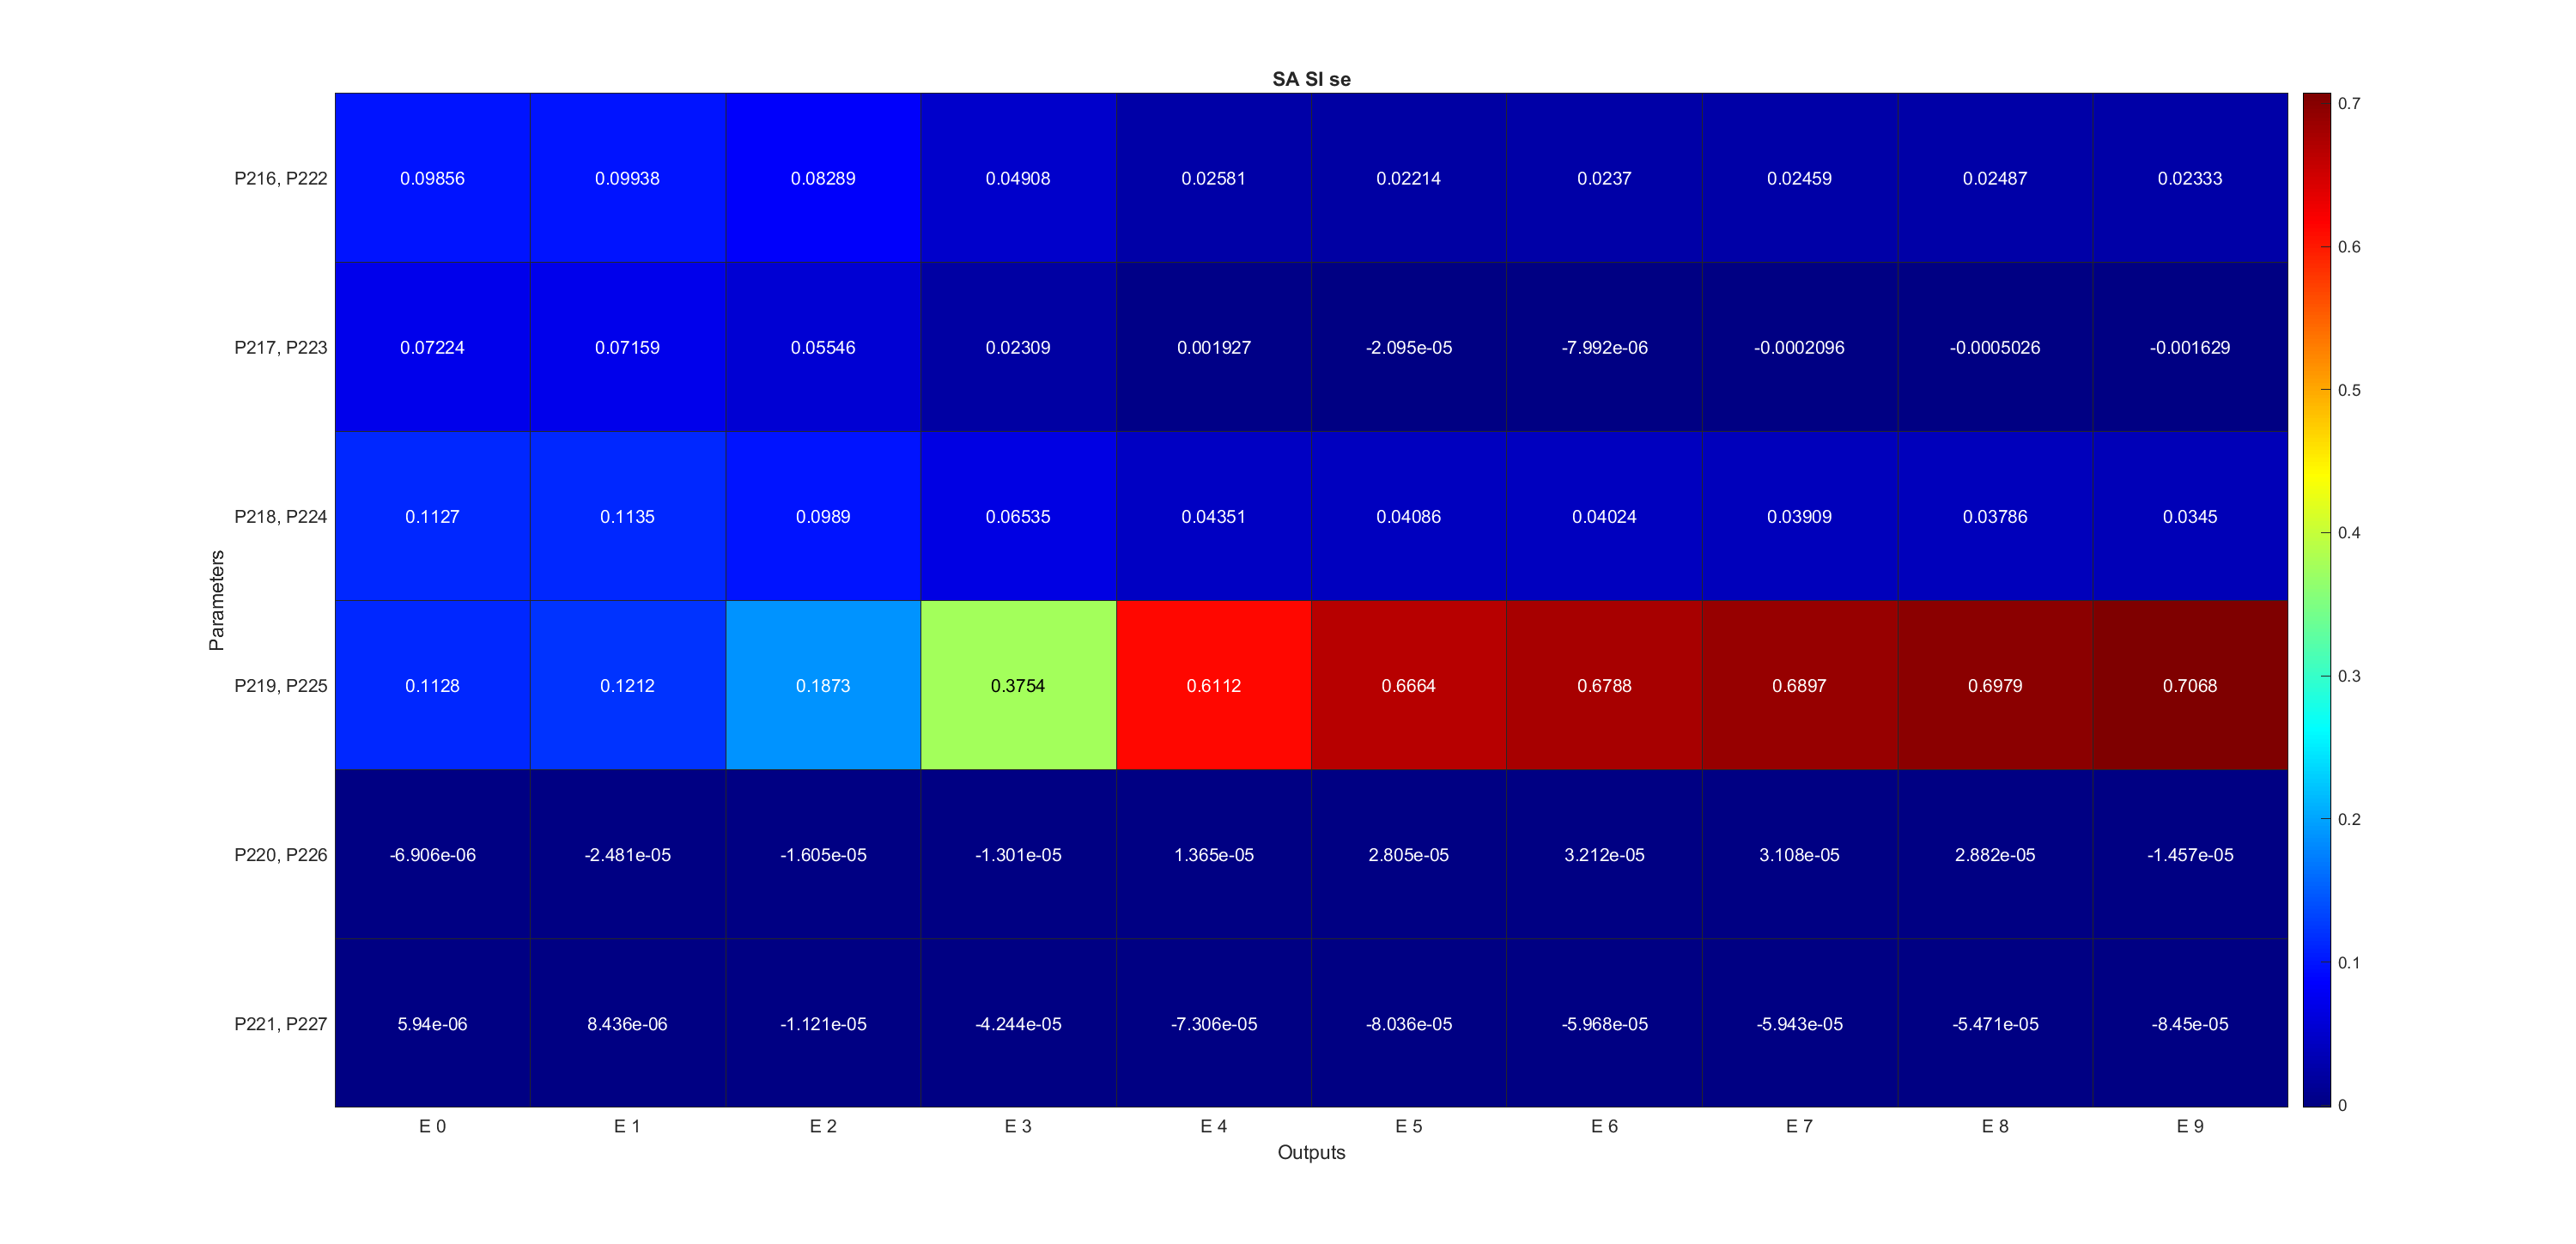 SA SI se
P216, P222 0.09856 0.09938 0.08289 0.04908 0.02581 0.02214 0.0237 0.02459 0.02487 0.02333
P217, P223 0.07224 0.07159 0.05546 0.02309 0.001927 -2.095e-05 -7.992e-06 -0.0002096 -0.0005026 -0.001629
P218, P224 0.1127 0.1135 0.0989 0.06535 0.04351 0.04086 0.04024 0.03909 0.03786 0.0345
P219, P225 0.1128 0.1212 0.1873 0.3754 0.6112 0.6664 0.6788 0.6897 0.6979 0.7068
P220, P226 -6.906e-06 -2.481e-05 -1.605e-05 -1.301e-05 1.365e-05 2.805e-05 3.212e-05 3.108e-05 2.882e-05 -1.457e-05
P221, P227 5.94e-06 8.436e-06 -1.121e-05 -4.244e-05 -7.306e-05 -8.036e-05 -5.968e-05 -5.943e-05 -5.471e-05 -8.45e-05
E 0 E 1 E 2 E 3 E 4 E 5 E 6 E 7 E 8 E 9
Outputs
Parameters
0.7
0.6
0.5
0.4
0.3
0.2
0.1
0